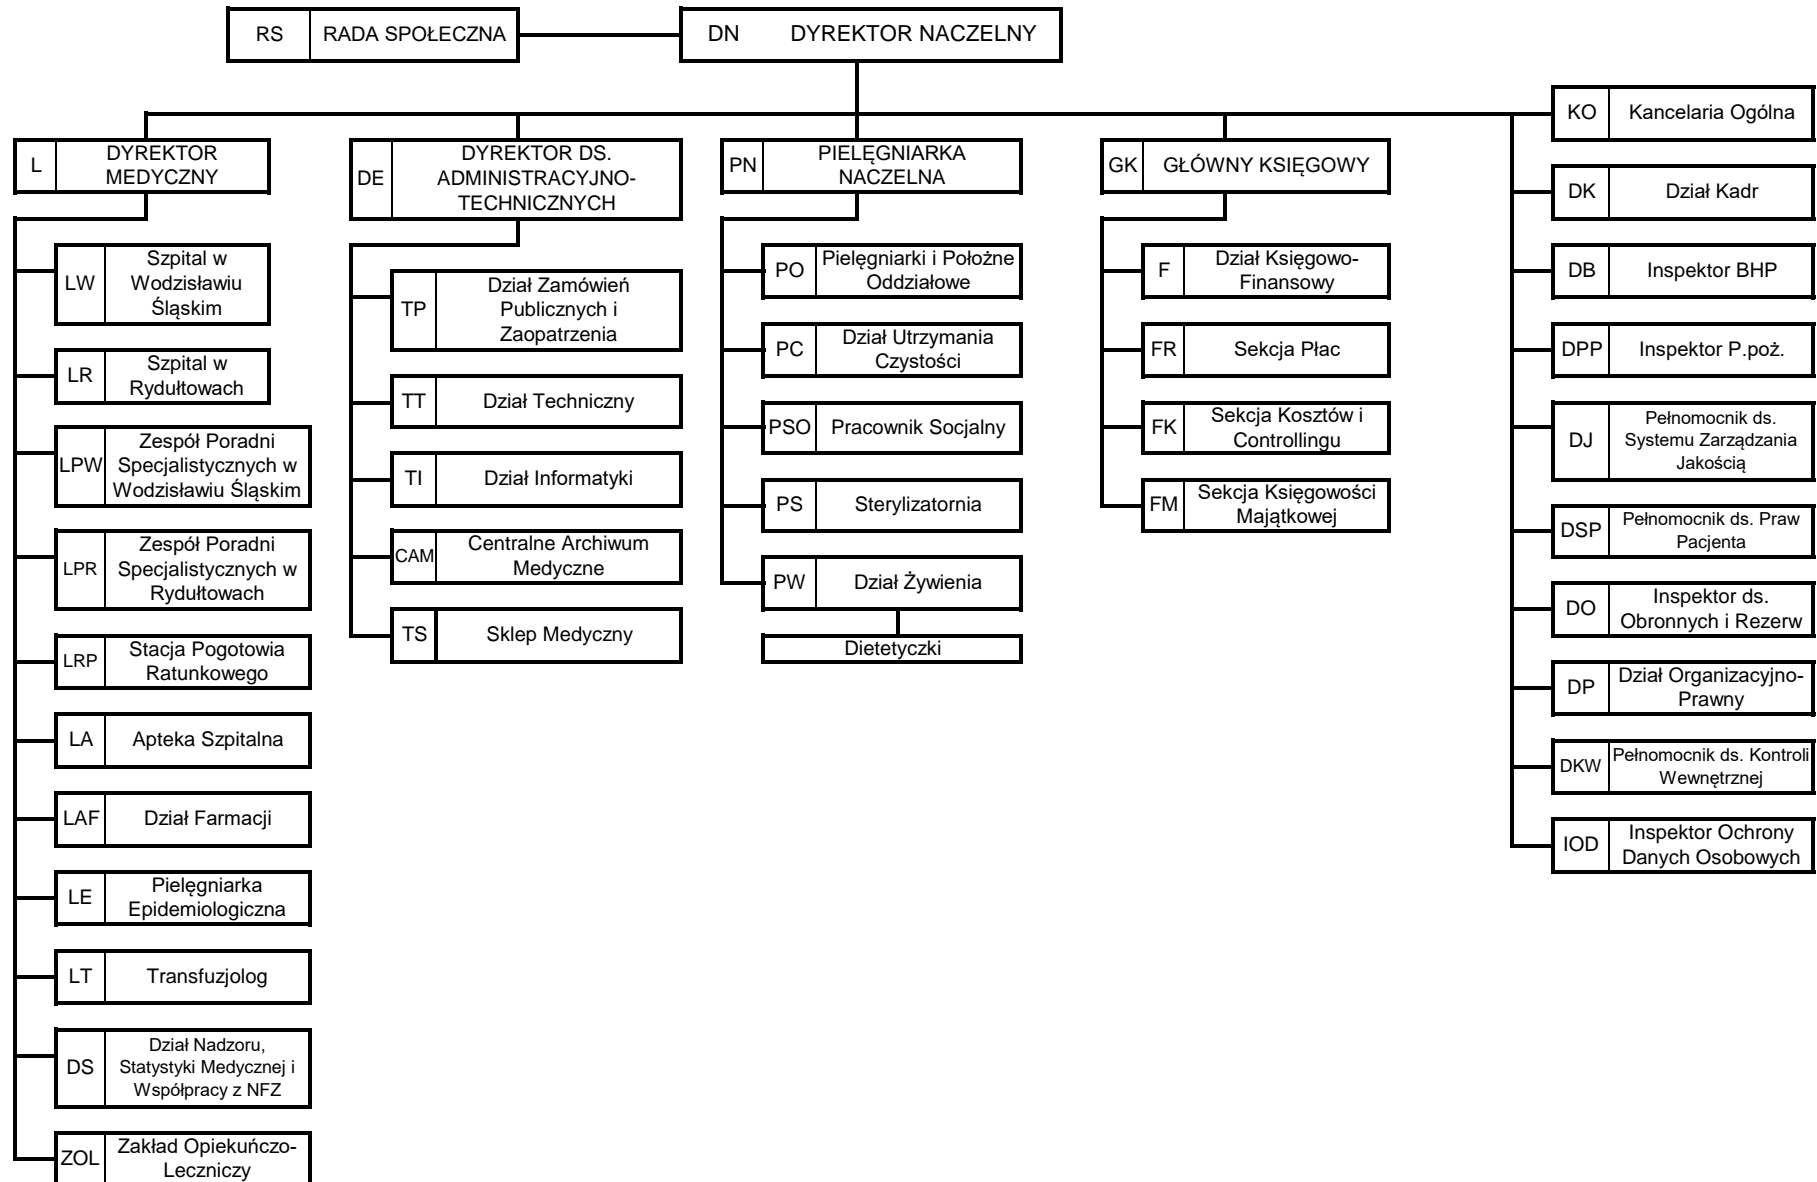 RS RADA SPOŁECZNA
DN DYREKTOR NACZELNY
L
DYREKTOR
MEDYCZNY
LW
Szpital w
Wodzisławiu
Śląskim
LR
Szpital w
Rydułtowach
LPW
Zespół Poradni
Specjalistycznych w
Wodzisławiu Śląskim
LPR
Zespół Poradni
Specjalistycznych w
Rydułtowach
LRP
Stacja Pogotowia
Ratunkowego
LA Apteka Szpitalna
LAF Dział Farmacji
LE
Pielęgniarka
Epidemiologiczna
LT Transfuzjolog
DS
Dział Nadzoru,
Statystyki Medycznej i
Współpracy z NFZ
ZOL
Zakład Opiekuńczo-
Leczniczy
DE
DYREKTOR DS.
ADMINISTRACYJNO-
TECHNICZNYCH
TP
Dział Zamówień
Publicznych i
Zaopatrzenia
TT Dział Techniczny
TI Dział Informatyki
CAM
Centralne Archiwum
Medyczne
TS Sklep Medyczny
PN
PIELĘGNIARKA
NACZELNA
PO
Pielęgniarki i Położne
Oddziałowe
PC
Dział Utrzymania
Czystości
PSO Pracownik Socjalny
PS Sterylizatornia
PW Dział Żywienia
Dietetyczki
GK GŁÓWNY KSIĘGOWY
F
Dział Księgowo-
Finansowy
FR Sekcja Płac
FK
Sekcja Kosztów i
Controllingu
FM
Sekcja Księgowości
Majątkowej
KO Kancelaria Ogólna
DK Dział Kadr
DB Inspektor BHP
DPP Inspektor P.poż.
DJ
Pełnomocnik ds.
Systemu Zarządzania
Jakością
DSP
Pełnomocnik ds. Praw
Pacjenta
DO
Inspektor ds.
Obronnych i Rezerw
DP
Dział Organizacyjno-
Prawny
DKW
Pełnomocnik ds. Kontroli
Wewnętrznej
IOD
Inspektor Ochrony
Danych Osobowych